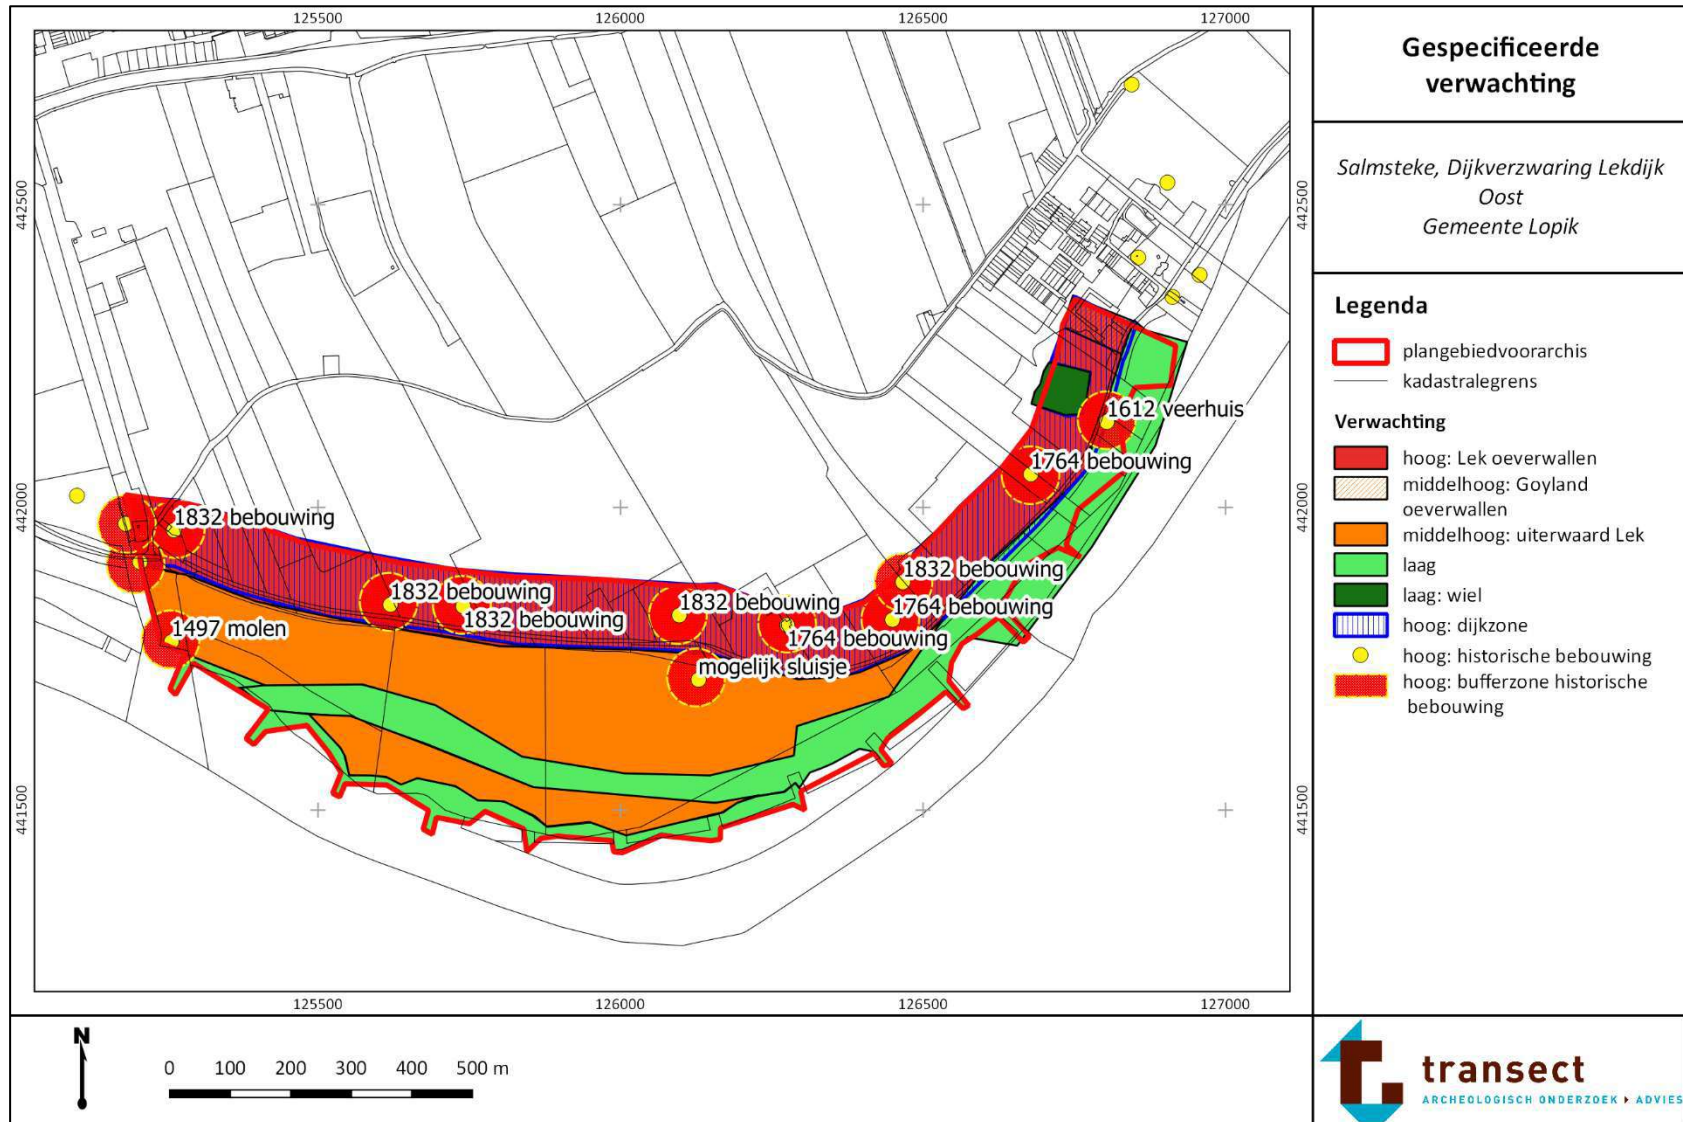 125500 126000 126500 127000
442500 442500
442000 442000
441500 441500
1612 veerhuis
1764 bebouwing
1832 bebouwing
1832 bebouwing
1832 bebouwing
1764 bebouwing
1832 bebouwing
1832 bebouwing
1764 bebouwing
1497 molen
mogelijk sluisje
125500 126000 126500 127000
N
0 100 200 300 400 500 m
Gespecificeerde
verwachting
Salmsteke, Dijkverzwaring Lekdijk
Oost
Gemeente Lopik
Legenda
plangebiedvoorarchis
kadastralegrens
Verwachting
hoog: Lek oeverwallen
middelhoog: Goyland
oeverwallen
middelhoog: uiterwaard Lek
laag
laag: wiel
hoog: dijkzone
hoog: historische bebouwing
hoog: bufferzone historische
bebouwing
transect
ARCHEOLOGISCH ONDERZOEK ▸ ADVIES